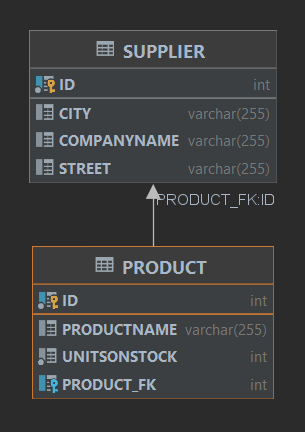 SUPPLIER
ID int
CITY varchar(255)
COMPANYNAME varchar(255)
STREET varchar(255)
PRODUCT_FK:ID
PRODUCT
ID int
PRODUCTNAME varchar(255)
UNITSONSTOCK int
PRODUCT_FK int